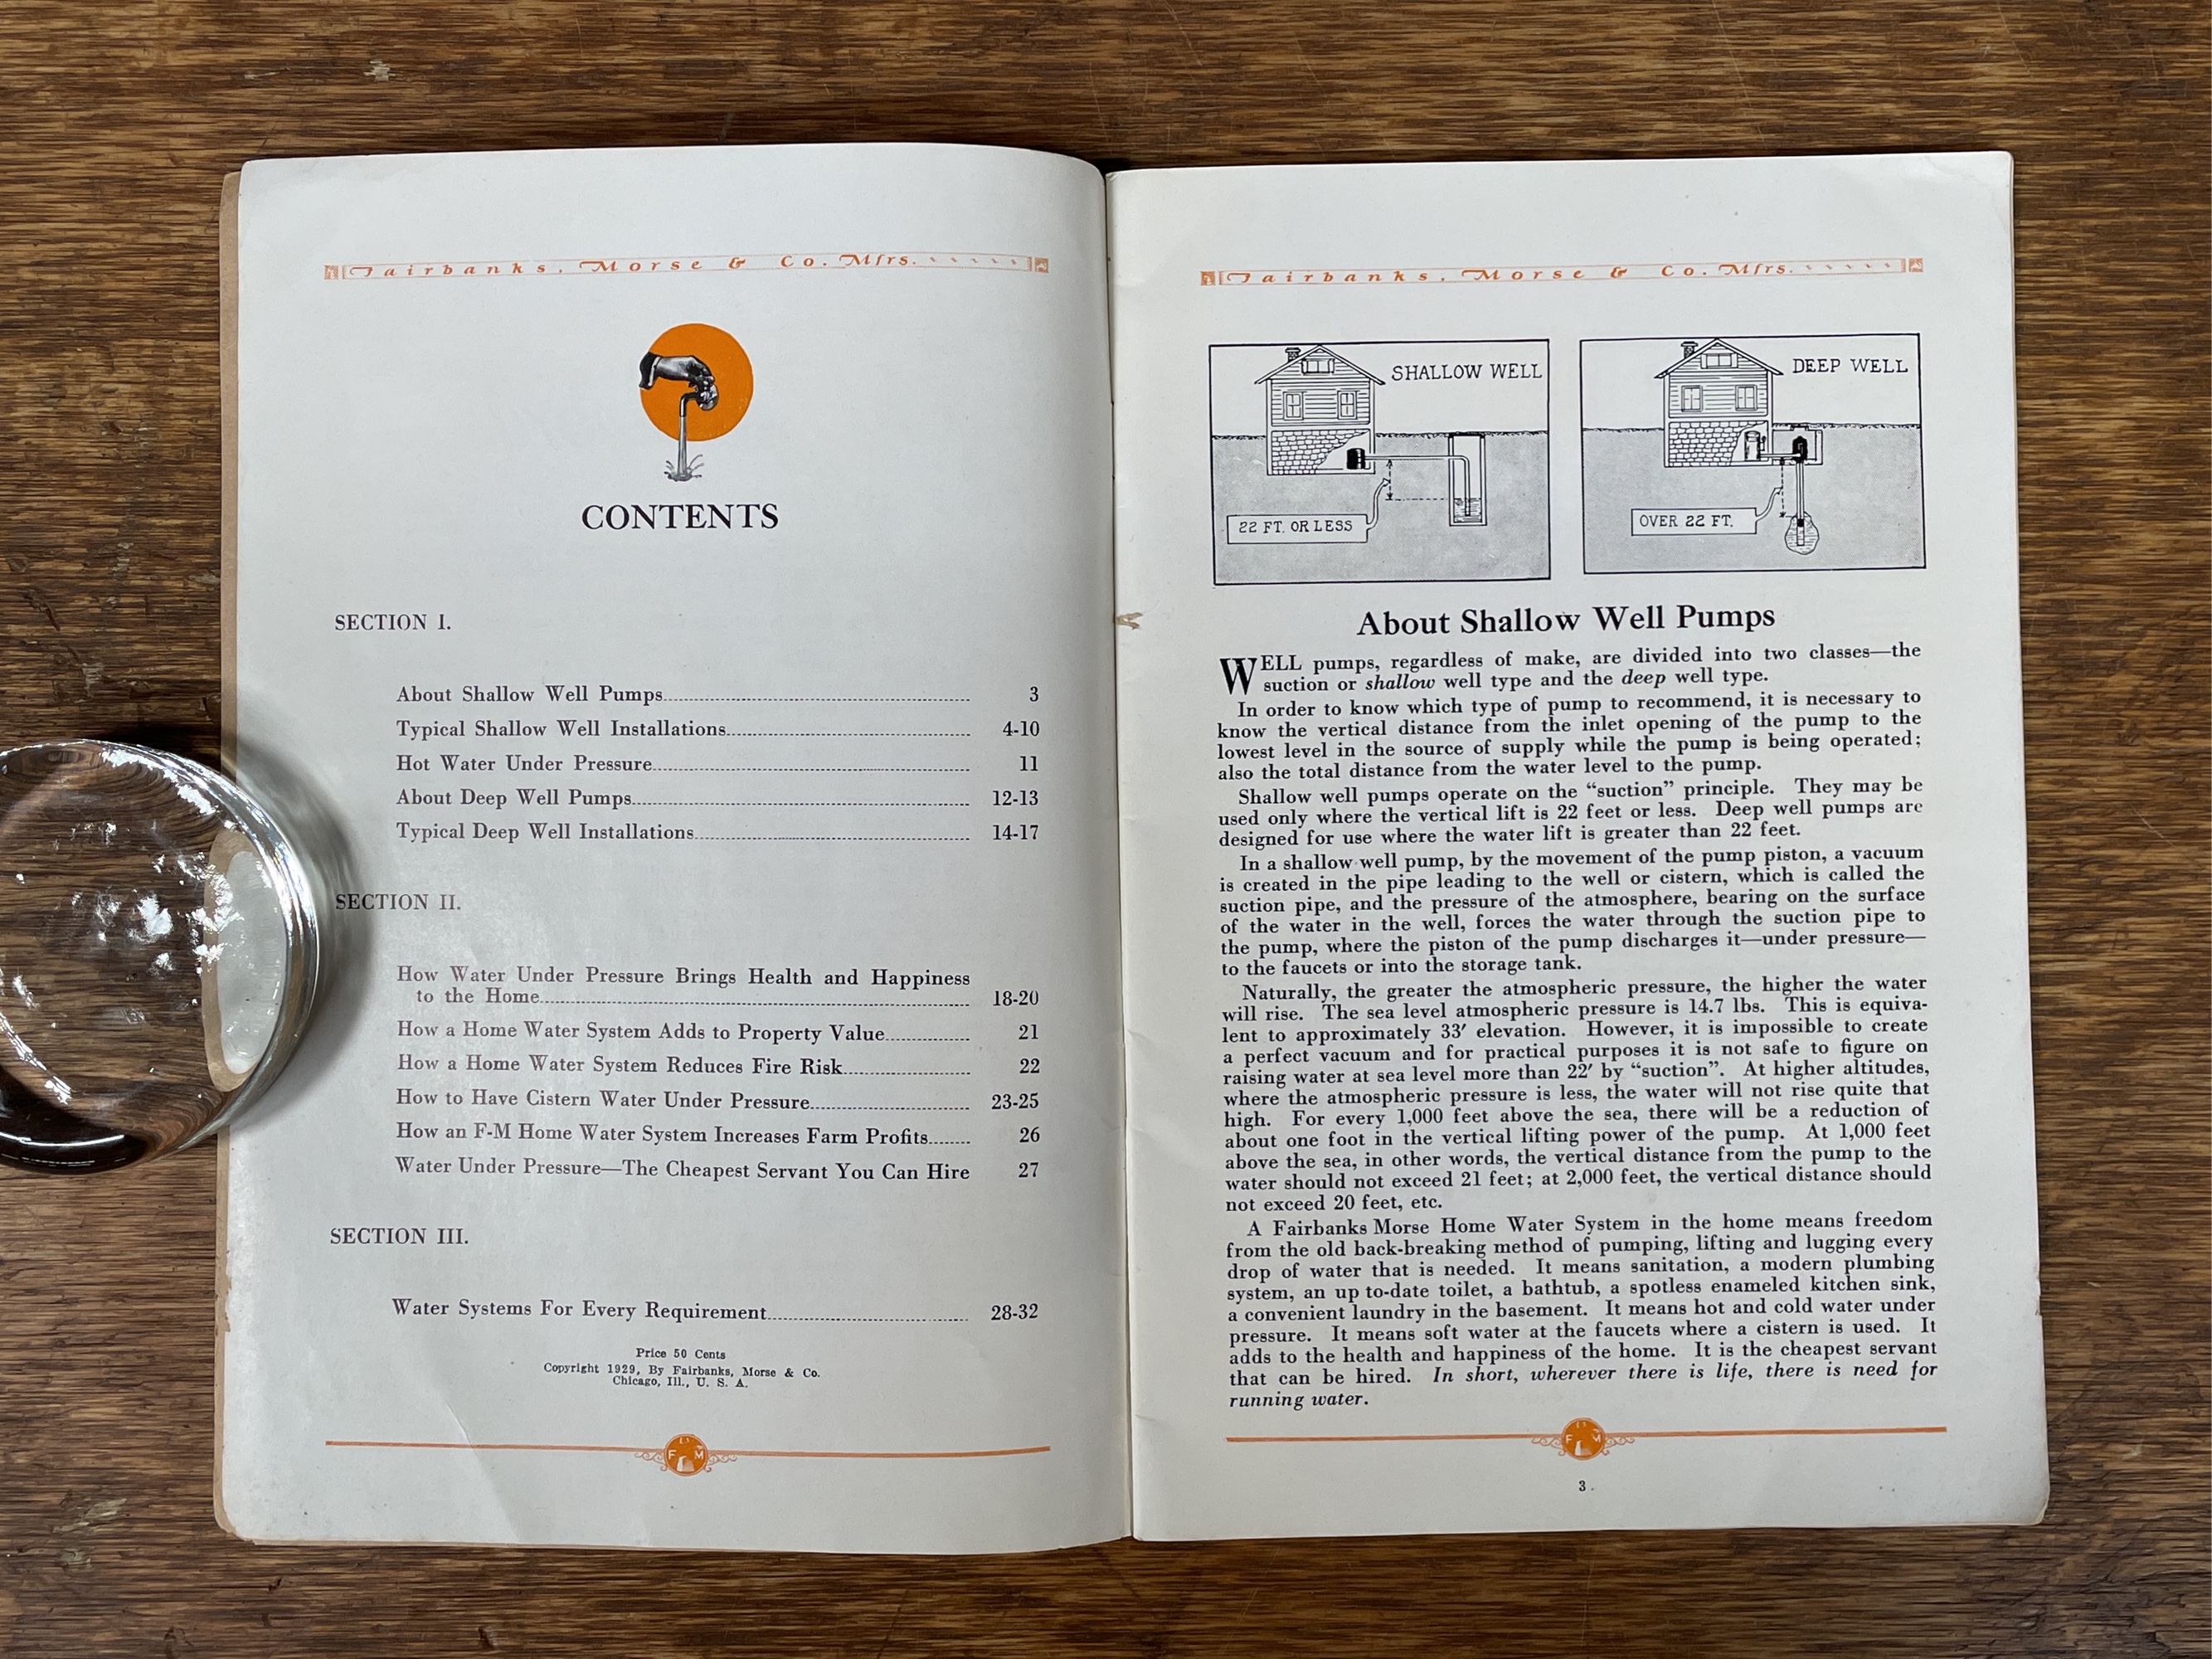 Fairbanks, Morse & Co. Mfrs.
CONTENTS
SECTION I.
About Shallow Well Pumps 3
Typical Shallow Well Installations 4-10
Hot Water Under Pressure 11
About Deep Well Pumps 12-13
Typical Deep Well Installations 14-17
SECTION II.
How Water Under Pressure Brings Health and Happiness
to the Home 18-20
How a Home Water System Adds to Property Value 21
How a Home Water System Reduces Fire Risk 22
How to Have Cistern Water Under Pressure 23-25
How an F-M Home Water System Increases Farm Profits 26
Water Under Pressure—The Cheapest Servant You Can Hire 27
SECTION III.
Water Systems For Every Requirement 28-32
Price 50 Cents
Copyright 1929, By Fairbanks, Morse & Co.
Chicago, Ill., U. S. A.
F M
Fairbanks, Morse & Co. Mfrs.
SHALLOW WELL
22 FT. OR LESS
DEEP WELL
OVER 22 FT.
About Shallow Well Pumps
WELL pumps, regardless of make, are divided into two classes—the
suction or shallow well type and the deep well type.
In order to know which type of pump to recommend, it is necessary to
know the vertical distance from the inlet opening of the pump to the
lowest level in the source of supply while the pump is being operated;
also the total distance from the water level to the pump.
Shallow well pumps operate on the “suction” principle. They may be
used only where the vertical lift is 22 feet or less. Deep well pumps are
designed for use where the water lift is greater than 22 feet.
In a shallow well pump, by the movement of the pump piston, a vacuum
is created in the pipe leading to the well or cistern, which is called the
suction pipe, and the pressure of the atmosphere, bearing on the surface
of the water in the well, forces the water through the suction pipe to
the pump, where the piston of the pump discharges it—under pressure—
to the faucets or into the storage tank.
Naturally, the greater the atmospheric pressure, the higher the water
will rise. The sea level atmospheric pressure is 14.7 lbs. This is equiva-
lent to approximately 33′ elevation. However, it is impossible to create
a perfect vacuum and for practical purposes it is not safe to figure on
raising water at sea level more than 22′ by “suction”. At higher altitudes,
where the atmospheric pressure is less, the water will not rise quite that
high. For every 1,000 feet above the sea, there will be a reduction of
about one foot in the vertical lifting power of the pump. At 1,000 feet
above the sea, in other words, the vertical distance from the pump to the
water should not exceed 21 feet; at 2,000 feet, the vertical distance should
not exceed 20 feet, etc.
A Fairbanks Morse Home Water System in the home means freedom
from the old back-breaking method of pumping, lifting and lugging every
drop of water that is needed. It means sanitation, a modern plumbing
system, an up to-date toilet, a bathtub, a spotless enameled kitchen sink,
a convenient laundry in the basement. It means hot and cold water under
pressure. It means soft water at the faucets where a cistern is used. It
adds to the health and happiness of the home. It is the cheapest servant
that can be hired. In short, wherever there is life, there is need for
running water.
F M
3